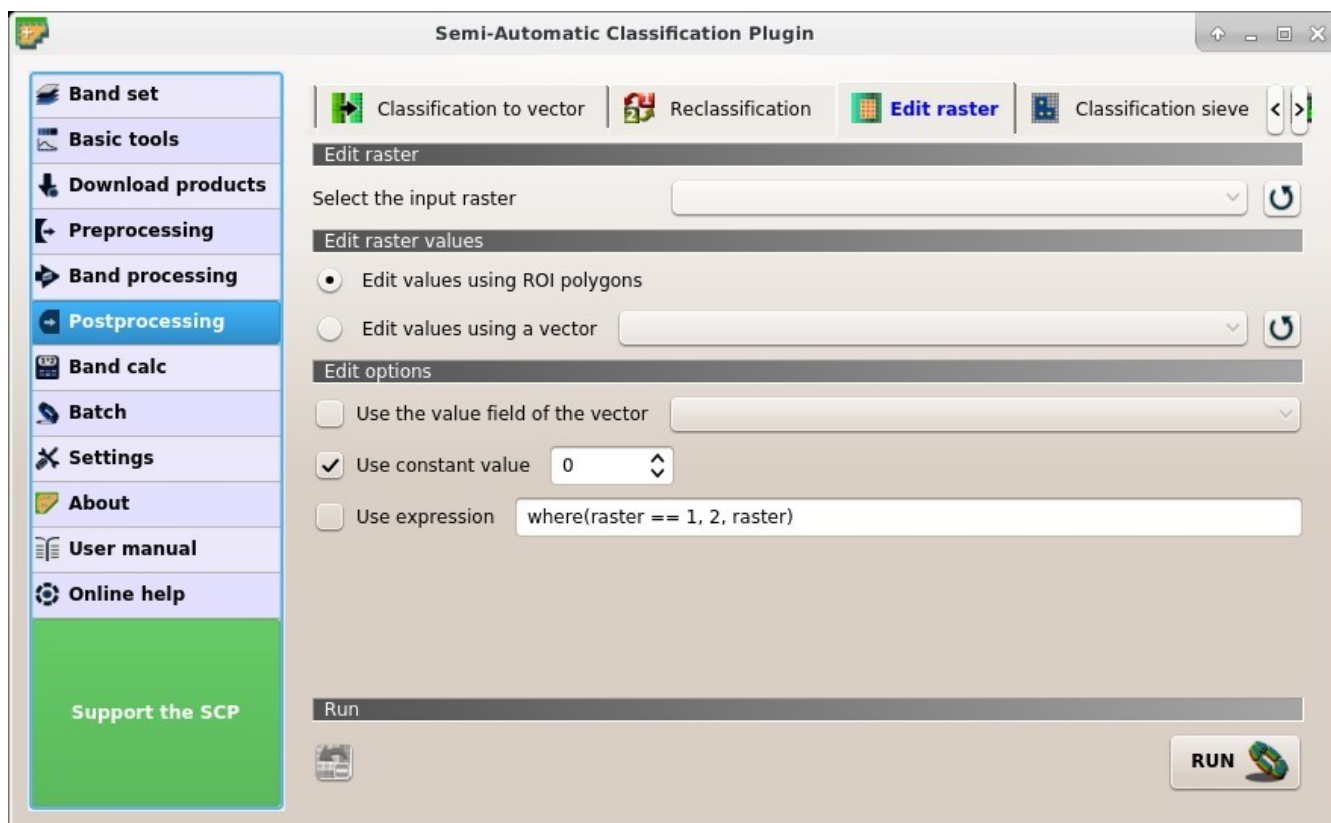 Semi-Automatic Classification Plugin
Band set
Basic tools
Download products
Preprocessing
Band processing
Postprocessing
Band calc
Batch
Settings
About
User manual
Online help
Support the SCP
Classification to vector
Reclassification
Edit raster
Classification sieve
Edit raster
Select the input raster
Edit raster values
Edit values using ROI polygons
Edit values using a vector
Edit options
Use the value field of the vector
Use constant value 0
Use expression where(raster == 1, 2, raster)
Run
RUN